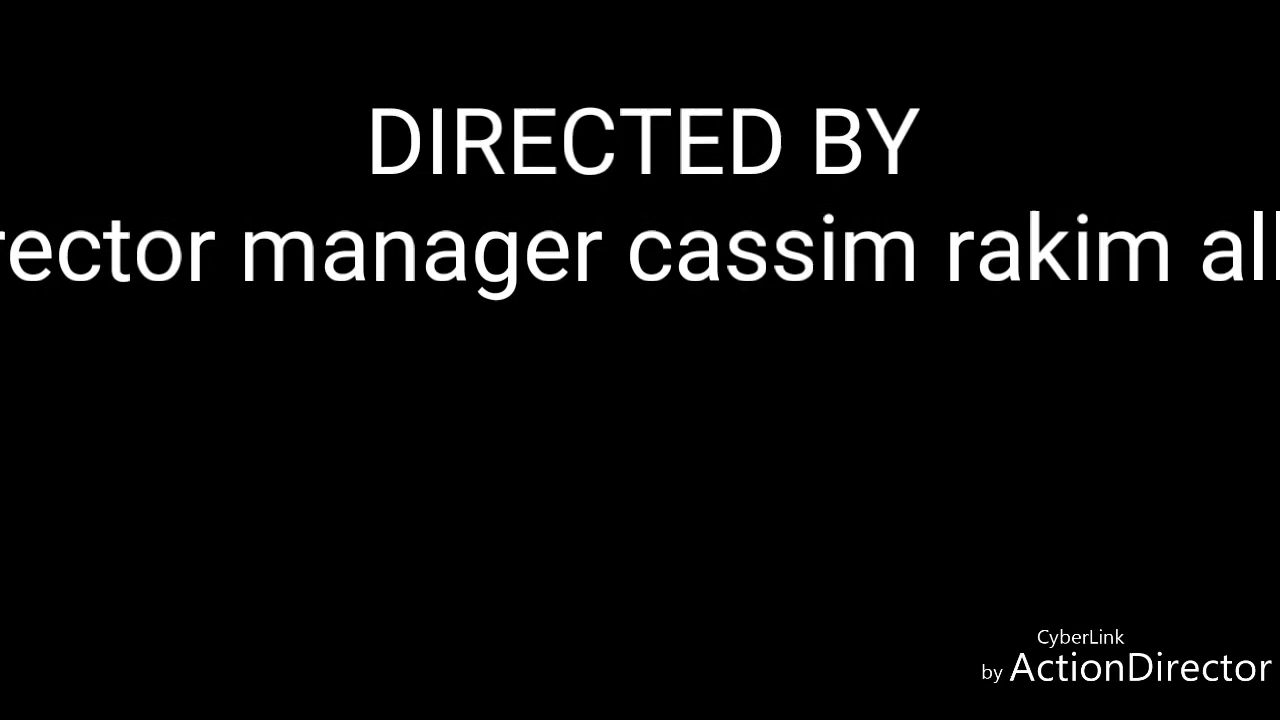 DIRECTED BY
rector manager cassim rakim all
CyberLink
by ActionDirector